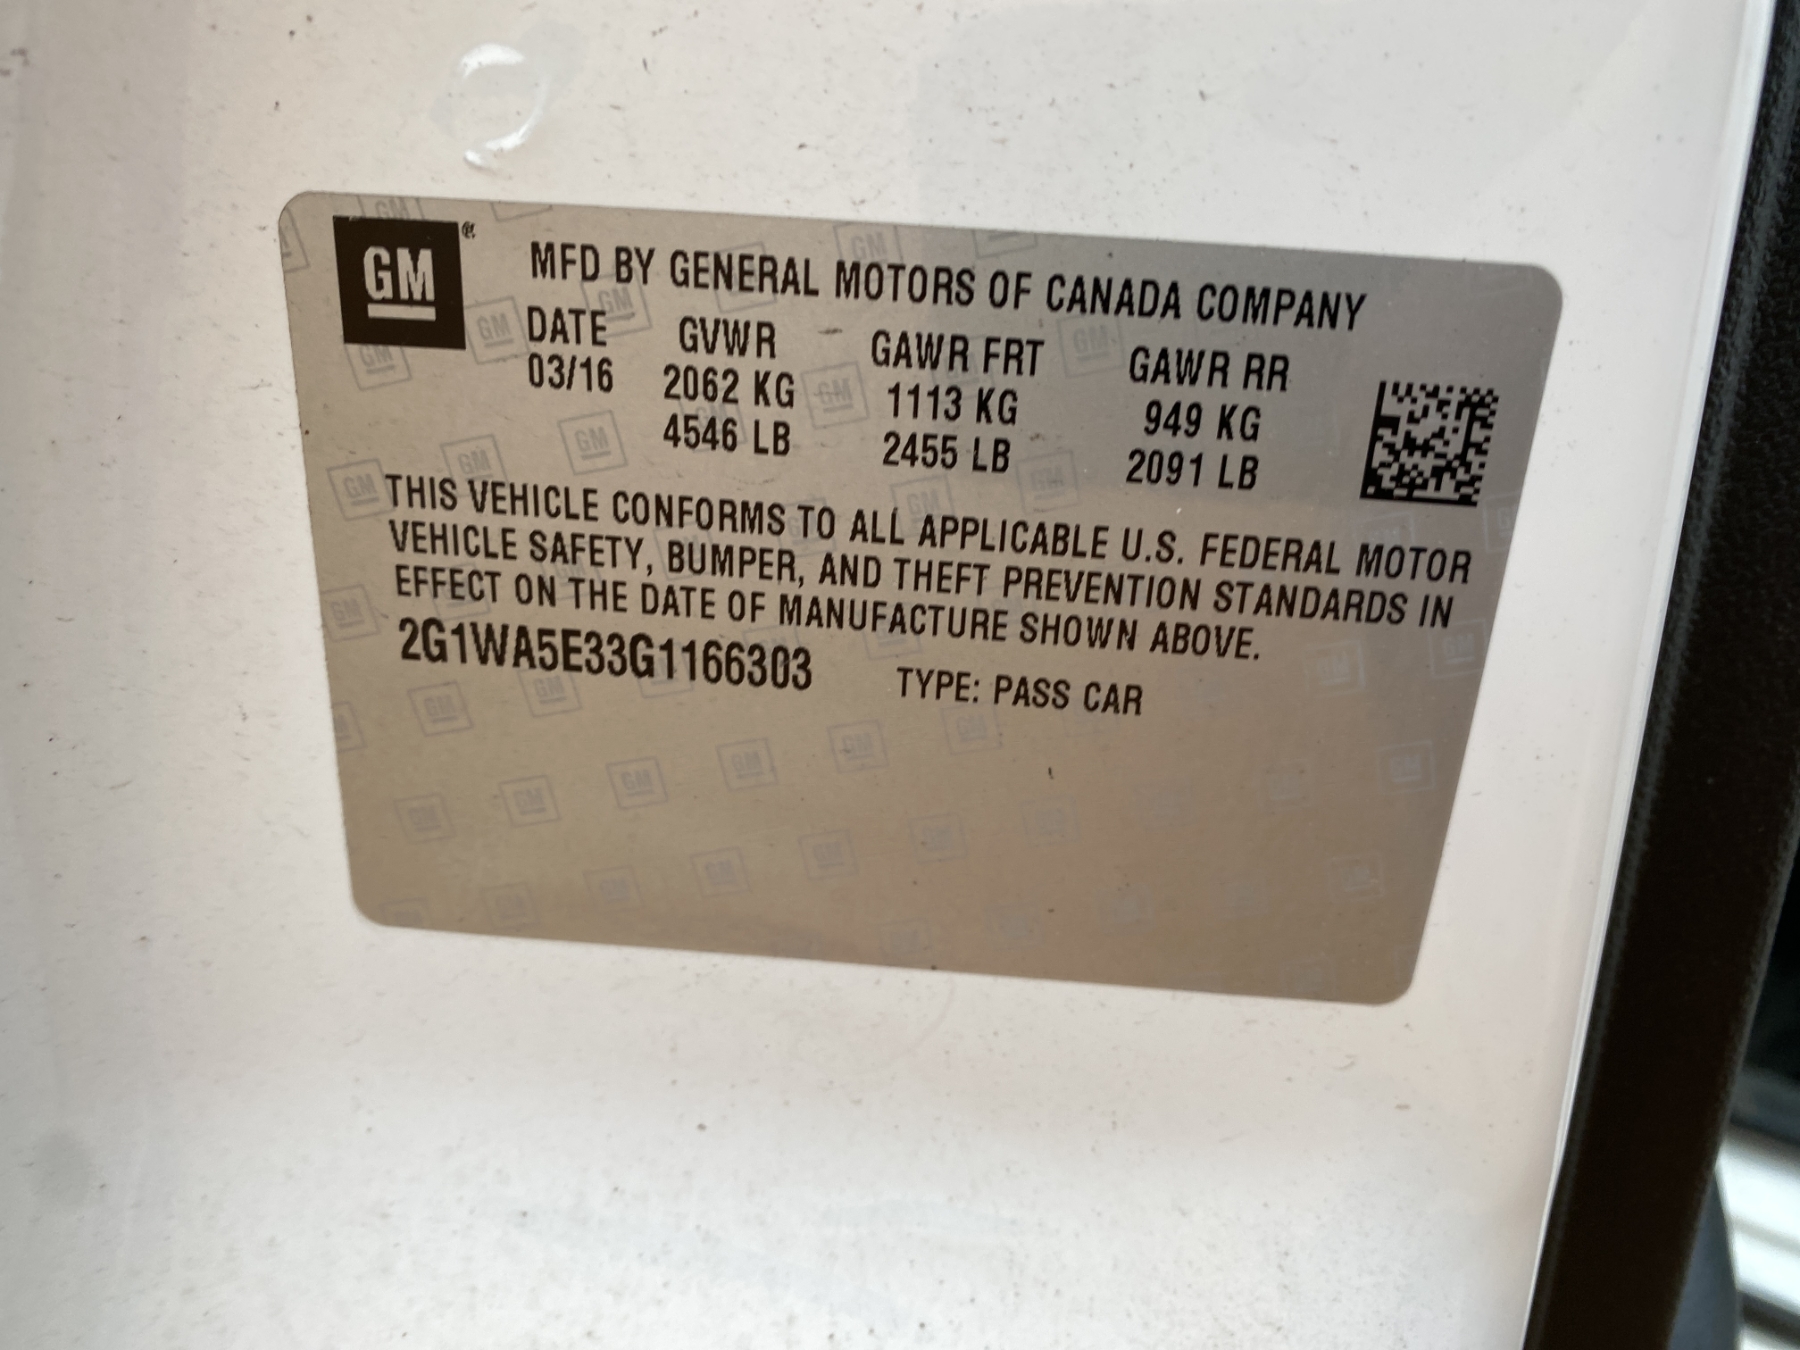 GM®
MFD BY GENERAL MOTORS OF CANADA COMPANY
DATE GVWR GAWR FRT GAWR RR
03/16 2062 KG 1113 KG 949 KG
4546 LB 2455 LB 2091 LB
THIS VEHICLE CONFORMS TO ALL APPLICABLE U.S. FEDERAL MOTOR
VEHICLE SAFETY, BUMPER, AND THEFT PREVENTION STANDARDS IN
EFFECT ON THE DATE OF MANUFACTURE SHOWN ABOVE.
2G1WA5E33G1166303 TYPE: PASS CAR